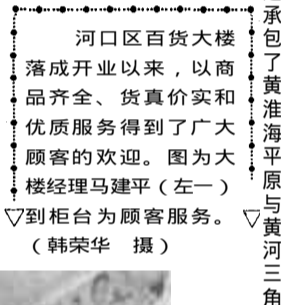 河口区百货大楼
落成开业以来，以商
品齐全、货真价实和
优质服务得到了广大
顾客的欢迎。图为大
楼经理马建平（左一）
到柜台为顾客服务。
（韩荣华　摄）
承包了黄淮海平原与黄河三角